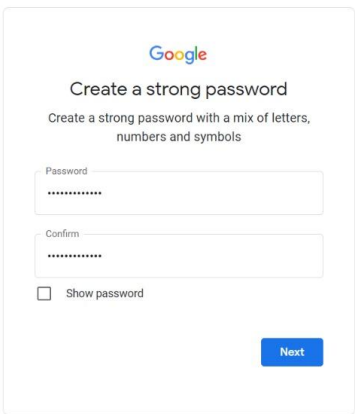 Google
Create a strong password
Create a strong password with a mix of letters,
numbers and symbols
Password
•••••••••••••
Confirm
•••••••••••••
Show password
Next